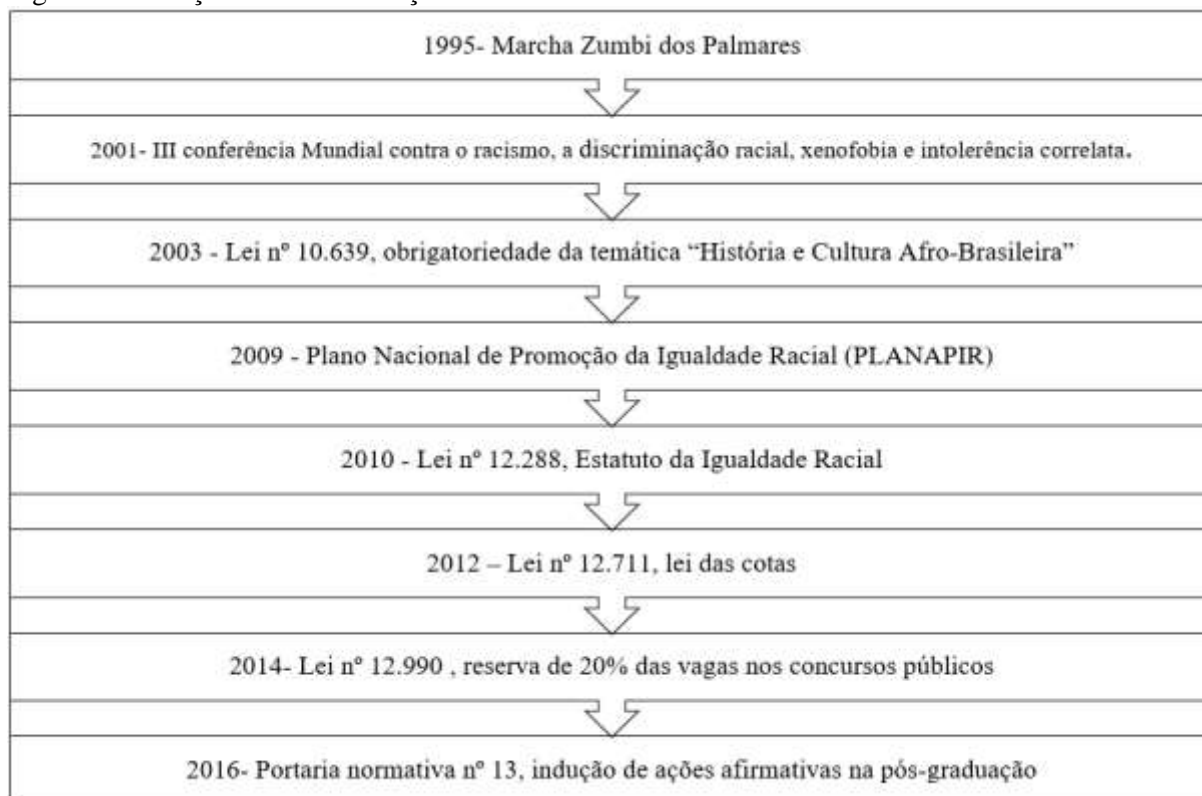 1995- Marcha Zumbi dos Palmares
2001- III conferência Mundial contra o racismo, a discriminação racial, xenofobia e intolerência correlata.
2003 - Lei nº 10.639, obrigatoriedade da temática “História e Cultura Afro-Brasileira”
2009 - Plano Nacional de Promoção da Igualdade Racial (PLANAPIR)
2010 - Lei nº 12.288, Estatuto da Igualdade Racial
2012 – Lei nº 12.711, lei das cotas
2014- Lei nº 12.990 , reserva de 20% das vagas nos concursos públicos
2016- Portaria normativa nº 13, indução de ações afirmativas na pós-graduação